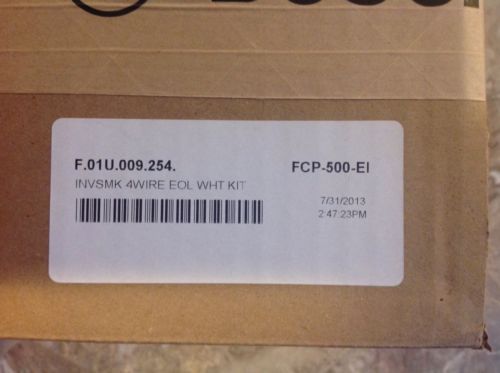 F.01U.009.254.
FCP-500-EI
INVSMK 4WIRE EOL WHT KIT
7/31/2013
2:47:23PM